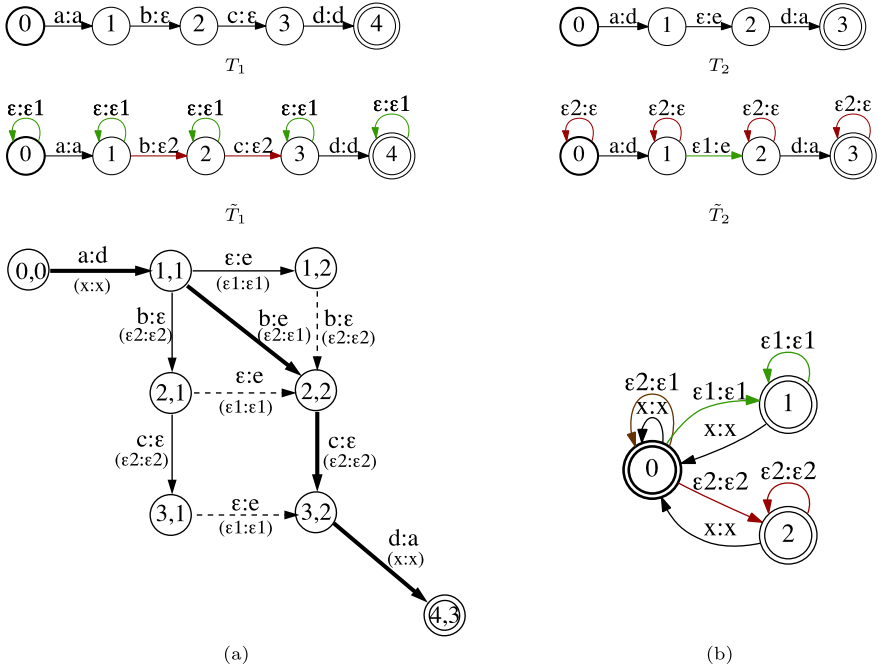 a:a b:ε c:ε d:d
0 1 2 3 4
T1
a:d ε:e d:a
0 1 2 3
T2
ε:ε1 ε:ε1 ε:ε1 ε:ε1 ε:ε1
a:a b:ε2 c:ε2 d:d
0 1 2 3 4
T̃1
ε2:ε ε2:ε ε2:ε ε2:ε
a:d ε1:e d:a
0 1 2 3
T̃2
0,0 a:d 1,1 ε:e 1,2
(x:x) (ε1:ε1)
b:ε b:e b:ε
(ε2:ε2) (ε2:ε1) (ε2:ε2)
2,1 ε:e 2,2
(ε1:ε1)
c:ε c:ε
(ε2:ε2) (ε2:ε2)
3,1 ε:e 3,2
(ε1:ε1)
d:a
(x:x)
4,3
(a)
ε1:ε1
ε2:ε1 ε1:ε1
x:x 1
x:x
0
ε2:ε2 ε2:ε2
x:x 2
(b)